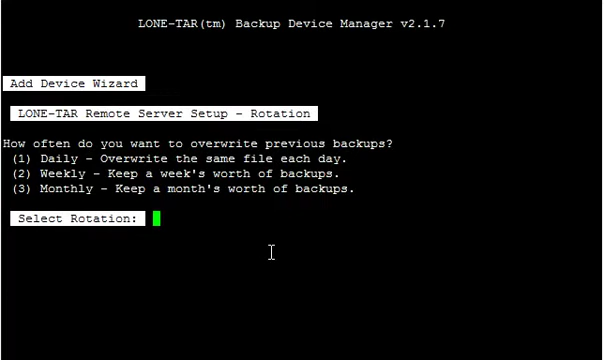 LONE-TAR(tm) Backup Device Manager v2.1.7
Add Device Wizard
LONE-TAR Remote Server Setup - Rotation
How often do you want to overwrite previous backups?
(1) Daily - Overwrite the same file each day.
(2) Weekly - Keep a week's worth of backups.
(3) Monthly - Keep a month's worth of backups.
Select Rotation: